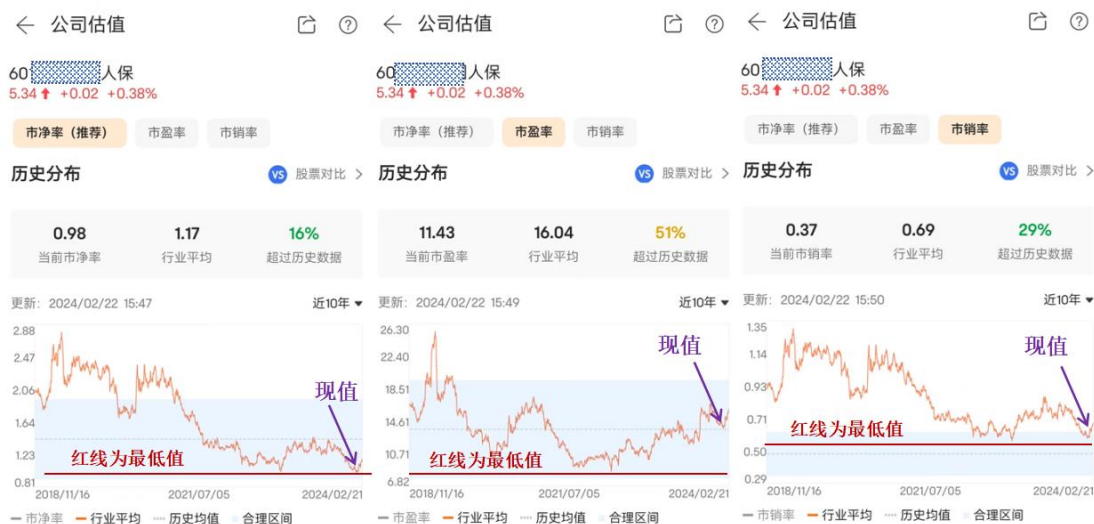 公司估值
60 人保
5.34 +0.02 +0.38%
市净率（推荐） 市盈率 市销率
历史分布 VS 股票对比
0.98 1.17 16%
当前市净率 行业平均 超过历史数据
更新：2024/02/22 15:47 近10年
2.88
2.47
2.06
1.64
1.23
0.81
现值
红线为最低值
2018/11/16 2021/07/05 2024/02/21
市净率 行业平均 历史均值 合理区间
公司估值
60 人保
5.34 +0.02 +0.38%
市净率（推荐） 市盈率 市销率
历史分布 VS 股票对比
11.43 16.04 51%
当前市盈率 行业平均 超过历史数据
更新：2024/02/22 15:49 近10年
26.30
22.40
18.51
14.61
10.71
6.82
现值
红线为最低值
2018/11/16 2021/07/05 2024/02/21
市盈率 行业平均 历史均值 合理区间
公司估值
60 人保
5.34 +0.02 +0.38%
市净率（推荐） 市盈率 市销率
历史分布 VS 股票对比
0.37 0.69 29%
当前市销率 行业平均 超过历史数据
更新：2024/02/22 15:50 近10年
1.35
1.14
0.93
0.71
0.50
0.29
现值
红线为最低值
2018/11/16 2021/07/05 2024/02/21
市销率 行业平均 历史均值 合理区间